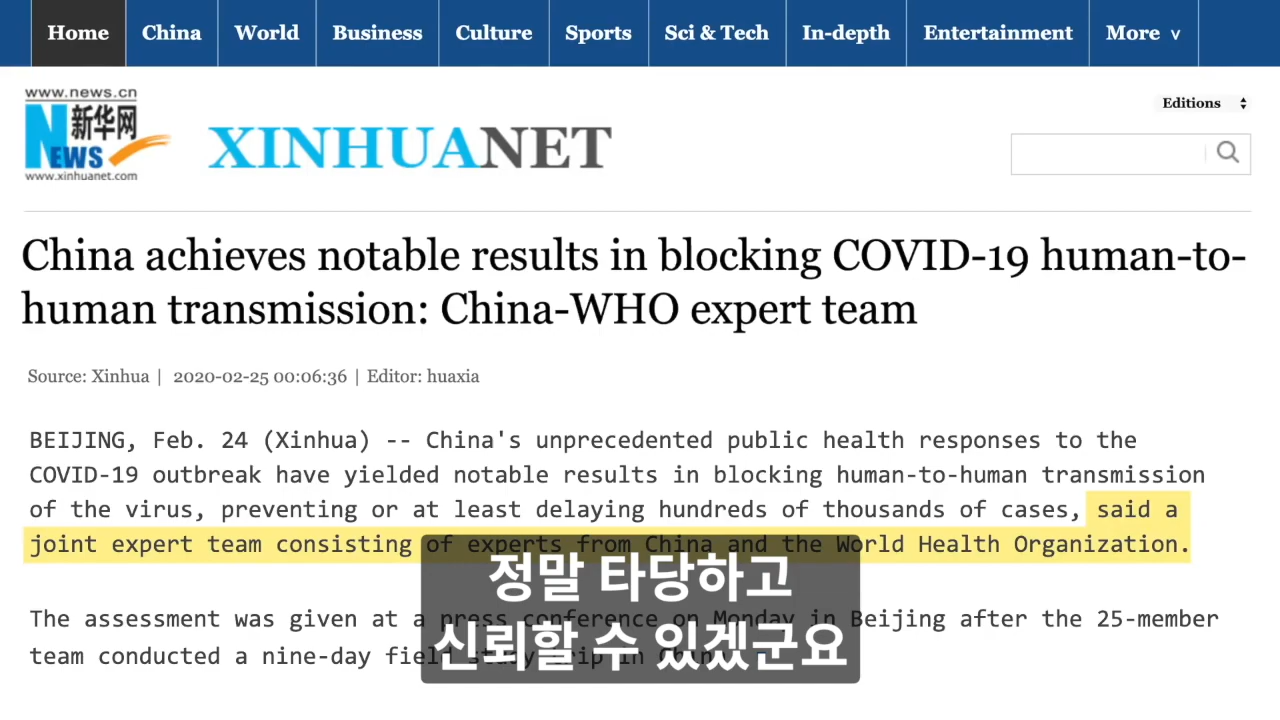 Home China World Business Culture Sports Sci & Tech In-depth Entertainment More v
www.news.cn
新华网
NEWS
www.xinhuanet.com
XINHUANET
Editions
China achieves notable results in blocking COVID-19 human-to-
human transmission: China-WHO expert team
Source: Xinhua | 2020-02-25 00:06:36 | Editor: huaxia
BEIJING, Feb. 24 (Xinhua) -- China's unprecedented public health responses to the
COVID-19 outbreak have yielded notable results in blocking human-to-human transmission
of the virus, preventing or at least delaying hundreds of thousands of cases, said a
joint expert team consisting of experts from China and the World Health Organization.
The assessment was given at a press conference on Monday in Beijing after the 25-member
team conducted a nine-day field study trip in China.
정말 타당하고
신뢰할 수 있겠군요